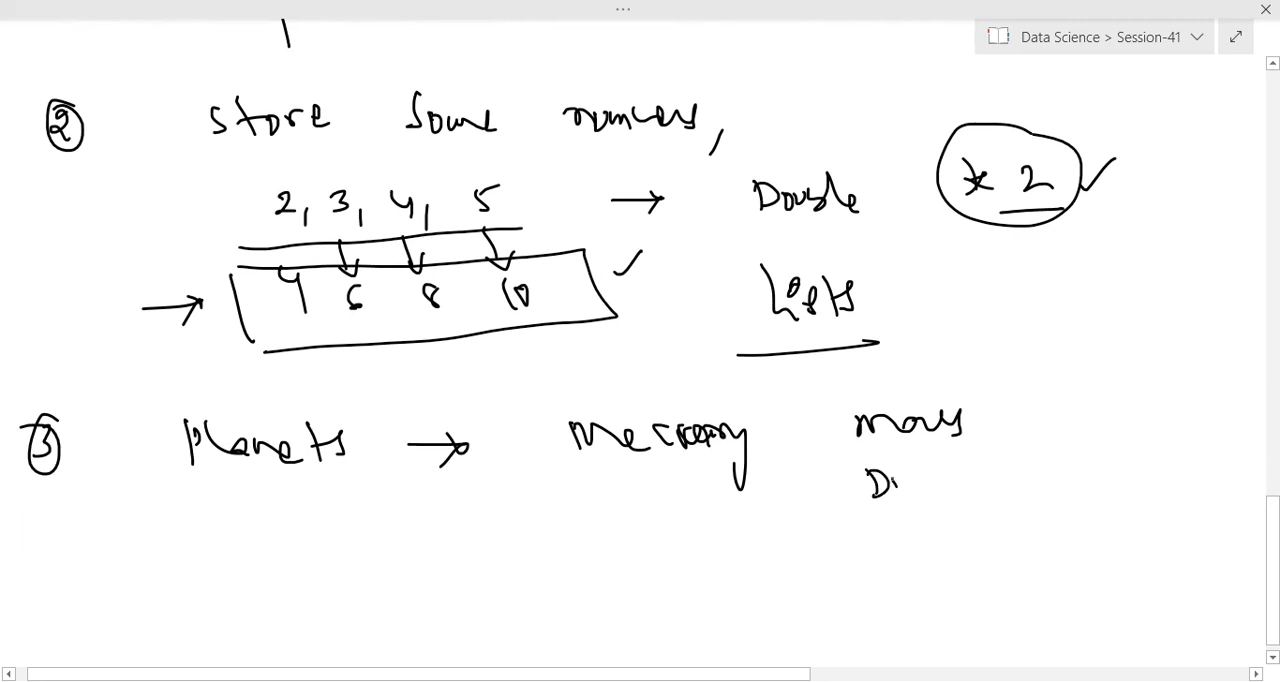 Data Science > Session-41
② store some numbers,
2, 3, 4, 5 → Double * 2 ✓
→ 4 6 8 10 ✓ Lists
③ Planets → Mercury Mars